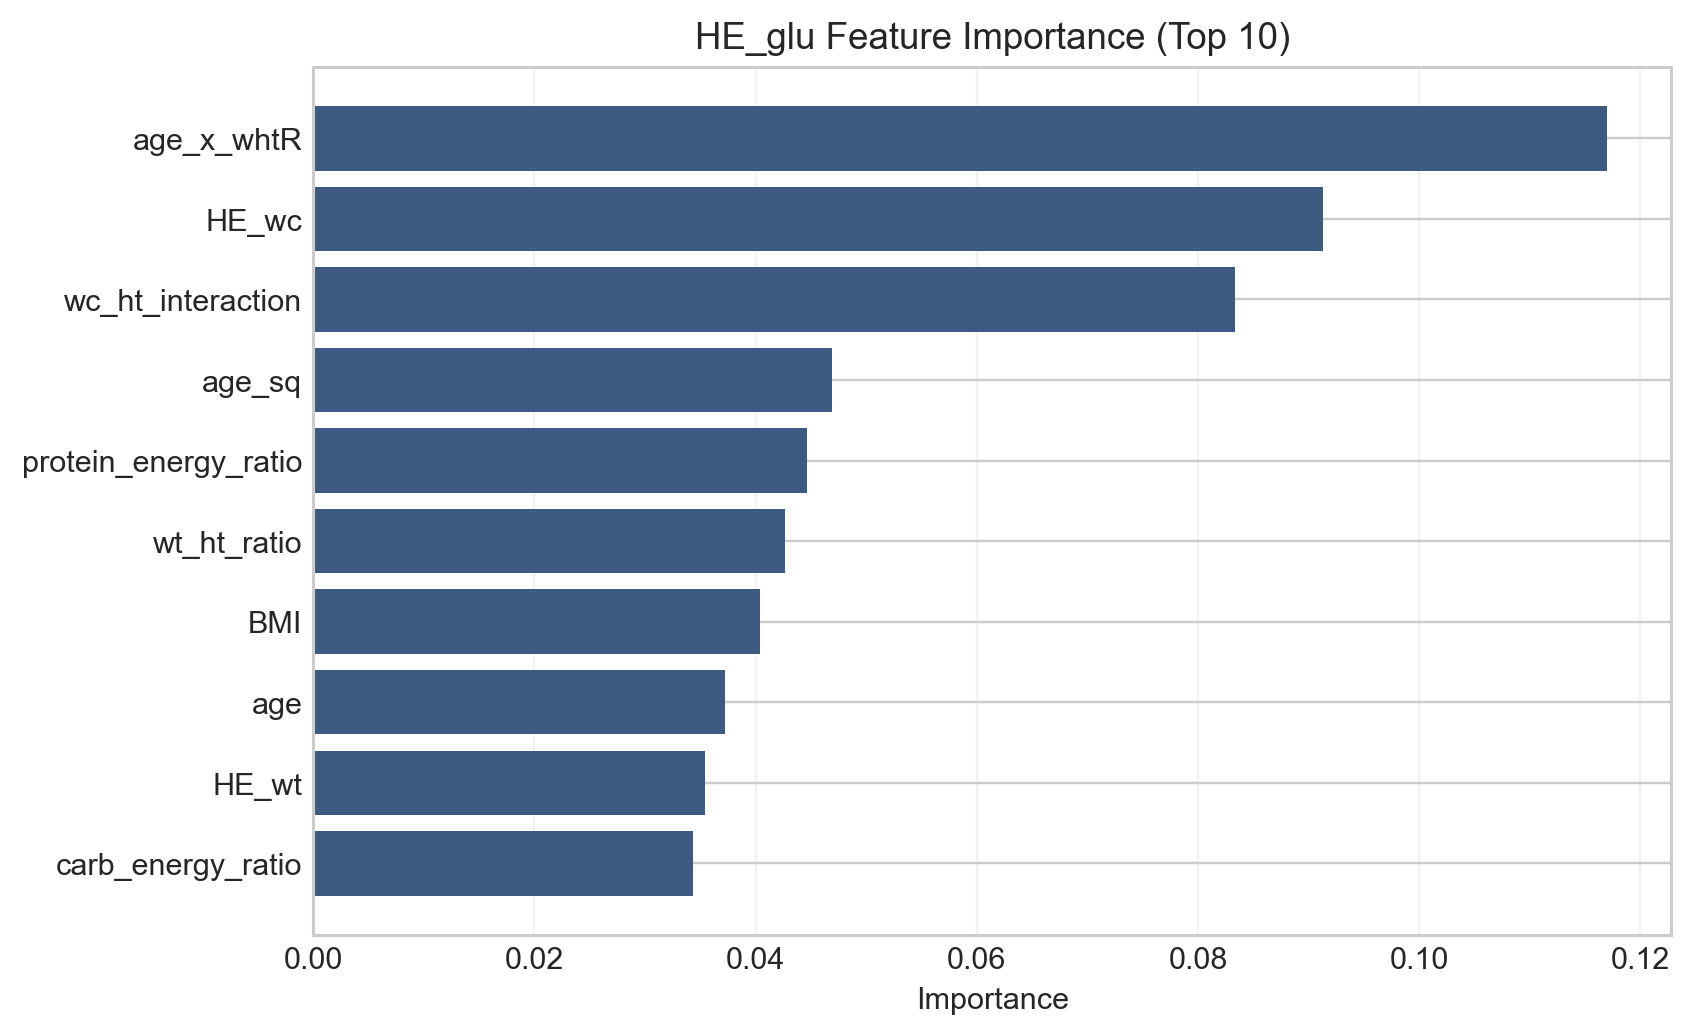 HE_glu Feature Importance (Top 10)
age_x_whtR
HE_wc
wc_ht_interaction
age_sq
protein_energy_ratio
wt_ht_ratio
BMI
age
HE_wt
carb_energy_ratio
0.00 0.02 0.04 0.06 0.08 0.10 0.12
Importance